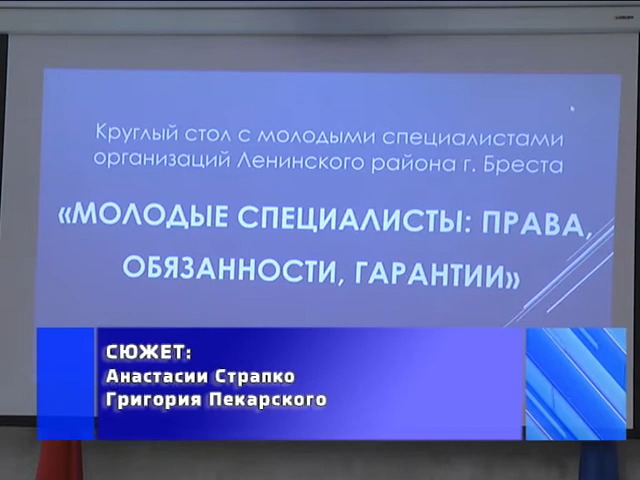 Круглый стол с молодыми специалистами
организаций Ленинского района г. Бреста
«МОЛОДЫЕ СПЕЦИАЛИСТЫ: ПРАВА,
ОБЯЗАННОСТИ, ГАРАНТИИ»
СЮЖЕТ:
Анастасии Страпко
Григория Пекарского